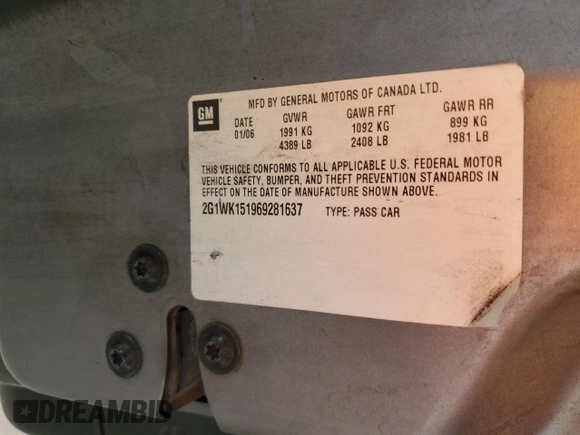 GM
MFD BY GENERAL MOTORS OF CANADA LTD.
DATE GVWR GAWR FRT GAWR RR
01/06 1991 KG 1092 KG 899 KG
4389 LB 2408 LB 1981 LB
THIS VEHICLE CONFORMS TO ALL APPLICABLE U.S. FEDERAL MOTOR
VEHICLE SAFETY, BUMPER, AND THEFT PREVENTION STANDARDS IN
EFFECT ON THE DATE OF MANUFACTURE SHOWN ABOVE.
2G1WK151969281637 TYPE: PASS CAR
DREAMBID